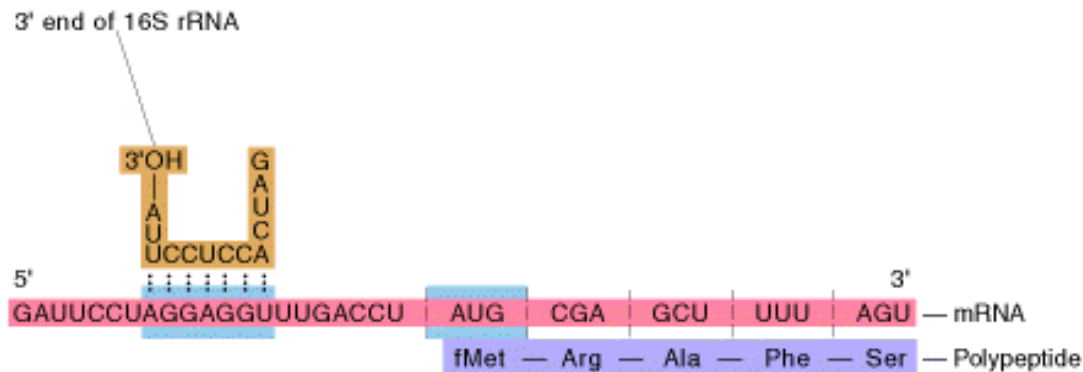 3' end of 16S rRNA
3'OH
G
A
A
U
U
C
U
A
UCCUCCA
5'
3'
GAUUCCUAGGAGGUUUGACCU AUG CGA GCU UUU AGU — mRNA
fMet — Arg — Ala — Phe — Ser — Polypeptide